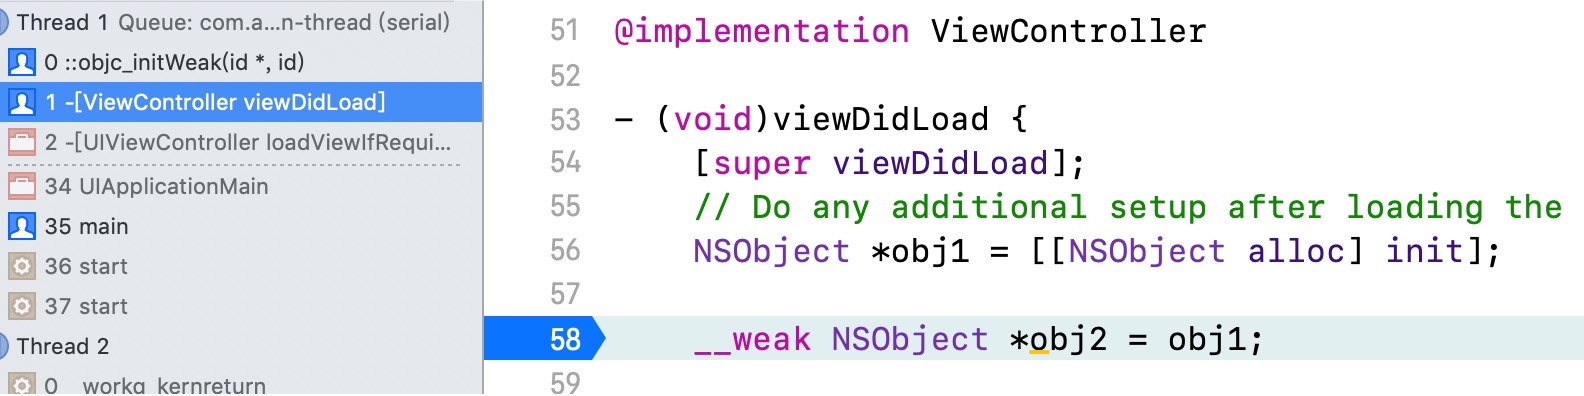 Thread 1 Queue: com.a...n-thread (serial)
0 ::objc_initWeak(id *, id)
1 -[ViewController viewDidLoad]
2 -[UIViewController loadViewIfRequi...
34 UIApplicationMain
35 main
36 start
37 start
Thread 2
0 __workq_kernreturn
51 @implementation ViewController
52
53 - (void)viewDidLoad {
54 [super viewDidLoad];
55 // Do any additional setup after loading the
56 NSObject *obj1 = [[NSObject alloc] init];
57
58 __weak NSObject *obj2 = obj1;
59